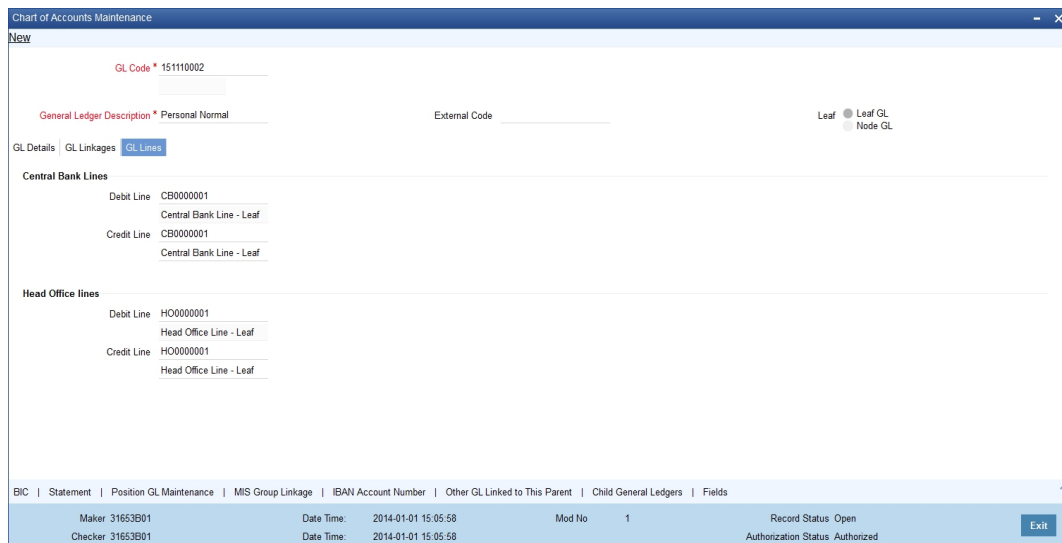 Chart of Accounts Maintenance
New
GL Code * 151110002
General Ledger Description * Personal Normal External Code Leaf Leaf GL
Node GL
GL Details GL Linkages GL Lines
Central Bank Lines
Debit Line CB0000001
Central Bank Line - Leaf
Credit Line CB0000001
Central Bank Line - Leaf
Head Office lines
Debit Line HO0000001
Head Office Line - Leaf
Credit Line HO0000001
Head Office Line - Leaf
BIC | Statement | Position GL Maintenance | MIS Group Linkage | IBAN Account Number | Other GL Linked to This Parent | Child General Ledgers | Fields
Maker 31653B01 Date Time: 2014-01-01 15:05:58 Mod No 1 Record Status Open
Exit
Checker 31653B01 Date Time: 2014-01-01 15:05:58 Authorization Status Authorized